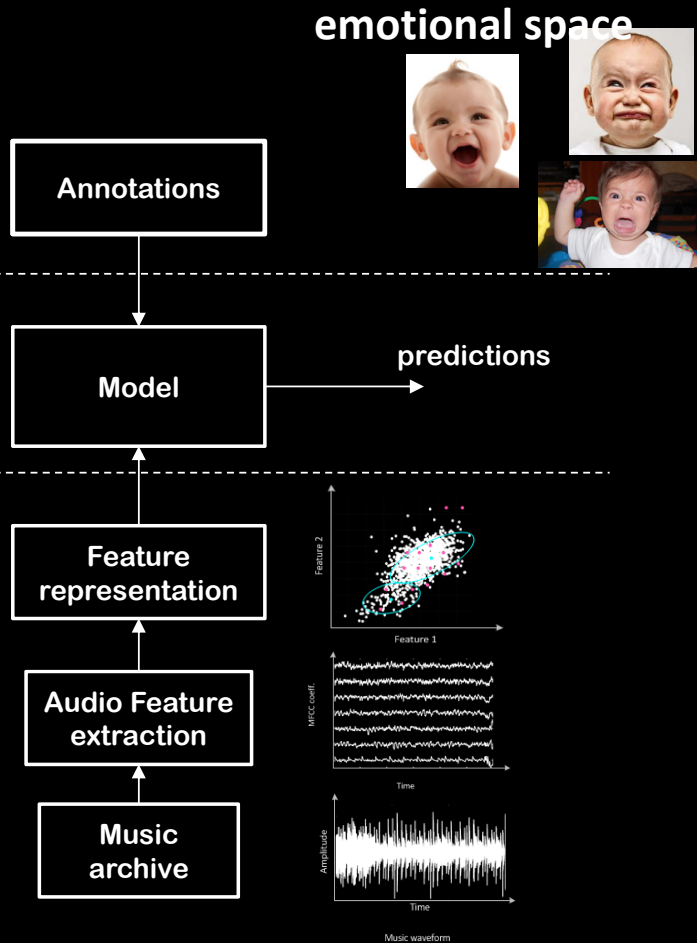 emotional space
Annotations
Model
predictions
Feature
representation
Feature 2
Feature 1
Audio Feature
extraction
MFCC coeff.
Time
Music
archive
Amplitude
Time
Music waveform